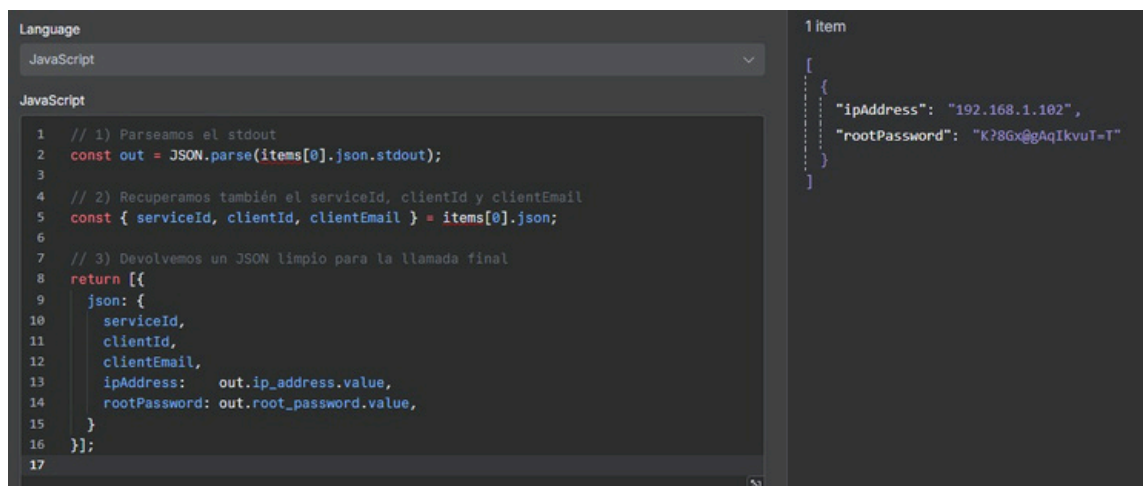 Language
JavaScript
JavaScript
1 // 1) Parseamos el stdout
2 const out = JSON.parse(items[0].json.stdout);
3
4 // 2) Recuperamos también el serviceId, clientId y clientEmail
5 const { serviceId, clientId, clientEmail } = items[0].json;
6
7 // 3) Devolvemos un JSON limpio para la llamada final
8 return [{
9 json: {
10 serviceId,
11 clientId,
12 clientEmail,
13 ipAddress: out.ip_address.value,
14 rootPassword: out.root_password.value,
15 }
16 }];
17
1 item
[
{
"ipAddress": "192.168.1.102",
"rootPassword": "K?8Gx@gAqIkvuT=T"
}
]